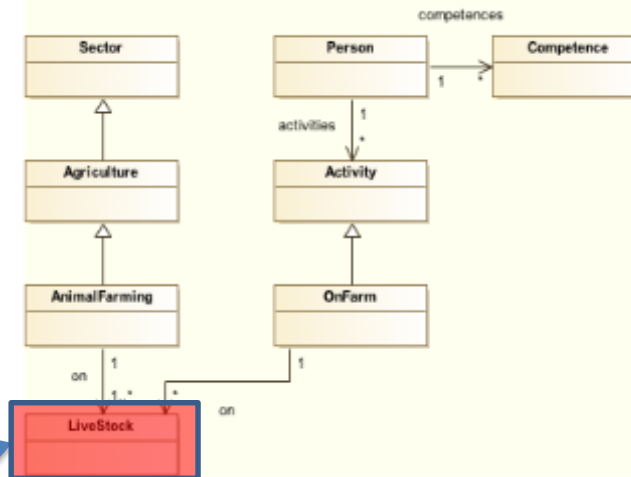 competences
Sector
Person
Competence
1
*
activities
1
*
Agriculture
Activity
AnimalFarming
OnFarm
on
1
1..*
1
*
on
LiveStock